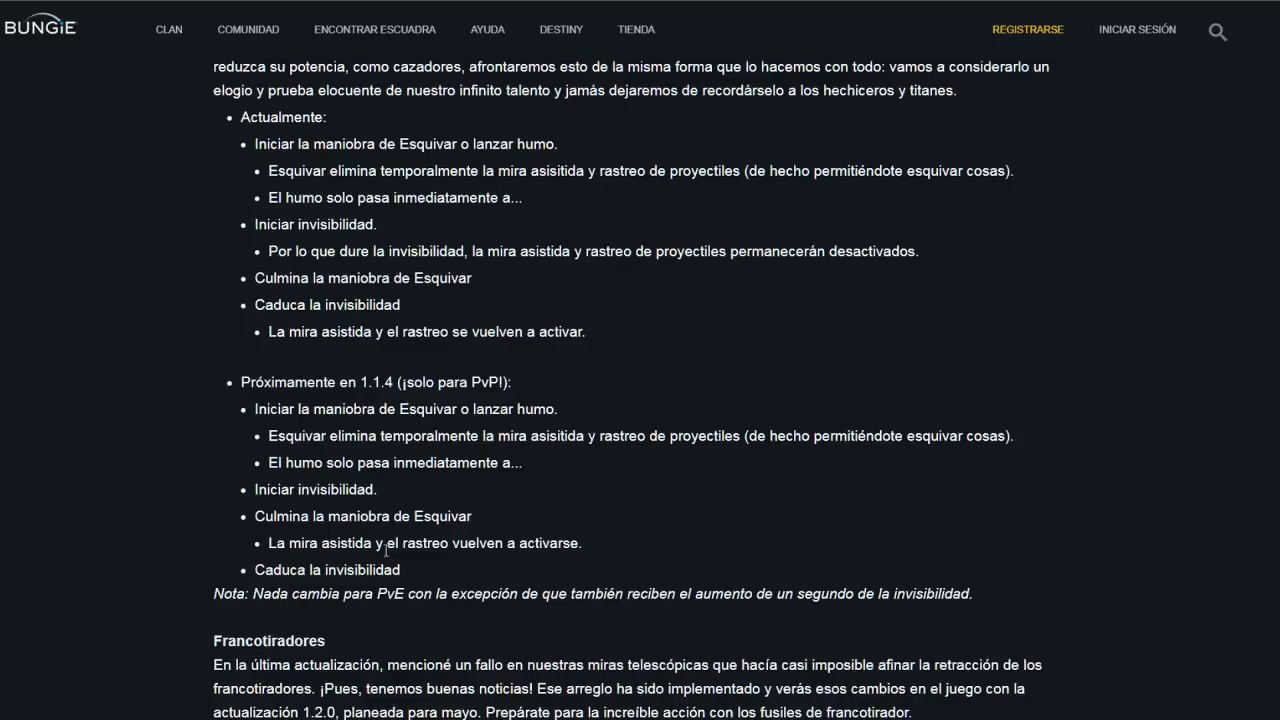 BUNGiE
CLAN
COMUNIDAD
ENCONTRAR ESCUADRA
AYUDA
DESTINY
TIENDA
REGISTRARSE
INICIAR SESIÓN
reduzca su potencia, como cazadores, afrontaremos esto de la misma forma que lo hacemos con todo: vamos a considerarlo un
elogio y prueba elocuente de nuestro infinito talento y jamás dejaremos de recordárselo a los hechiceros y titanes.
• Actualmente:
• Iniciar la maniobra de Esquivar o lanzar humo.
• Esquivar elimina temporalmente la mira asisitida y rastreo de proyectiles (de hecho permitiéndote esquivar cosas).
• El humo solo pasa inmediatamente a...
• Iniciar invisibilidad.
• Por lo que dure la invisibilidad, la mira asistida y rastreo de proyectiles permanecerán desactivados.
• Culmina la maniobra de Esquivar
• Caduca la invisibilidad
• La mira asistida y el rastreo se vuelven a activar.
• Próximamente en 1.1.4 (¡solo para PvP!):
• Iniciar la maniobra de Esquivar o lanzar humo.
• Esquivar elimina temporalmente la mira asisitida y rastreo de proyectiles (de hecho permitiéndote esquivar cosas).
• El humo solo pasa inmediatamente a...
• Iniciar invisibilidad.
• Culmina la maniobra de Esquivar
• La mira asistida y el rastreo vuelven a activarse.
• Caduca la invisibilidad
Nota: Nada cambia para PvE con la excepción de que también reciben el aumento de un segundo de la invisibilidad.
Francotiradores
En la última actualización, mencioné un fallo en nuestras miras telescópicas que hacía casi imposible afinar la retracción de los
francotiradores. ¡Pues, tenemos buenas noticias! Ese arreglo ha sido implementado y verás esos cambios en el juego con la
actualización 1.2.0, planeada para mayo. Prepárate para la increíble acción con los fusiles de francotirador.